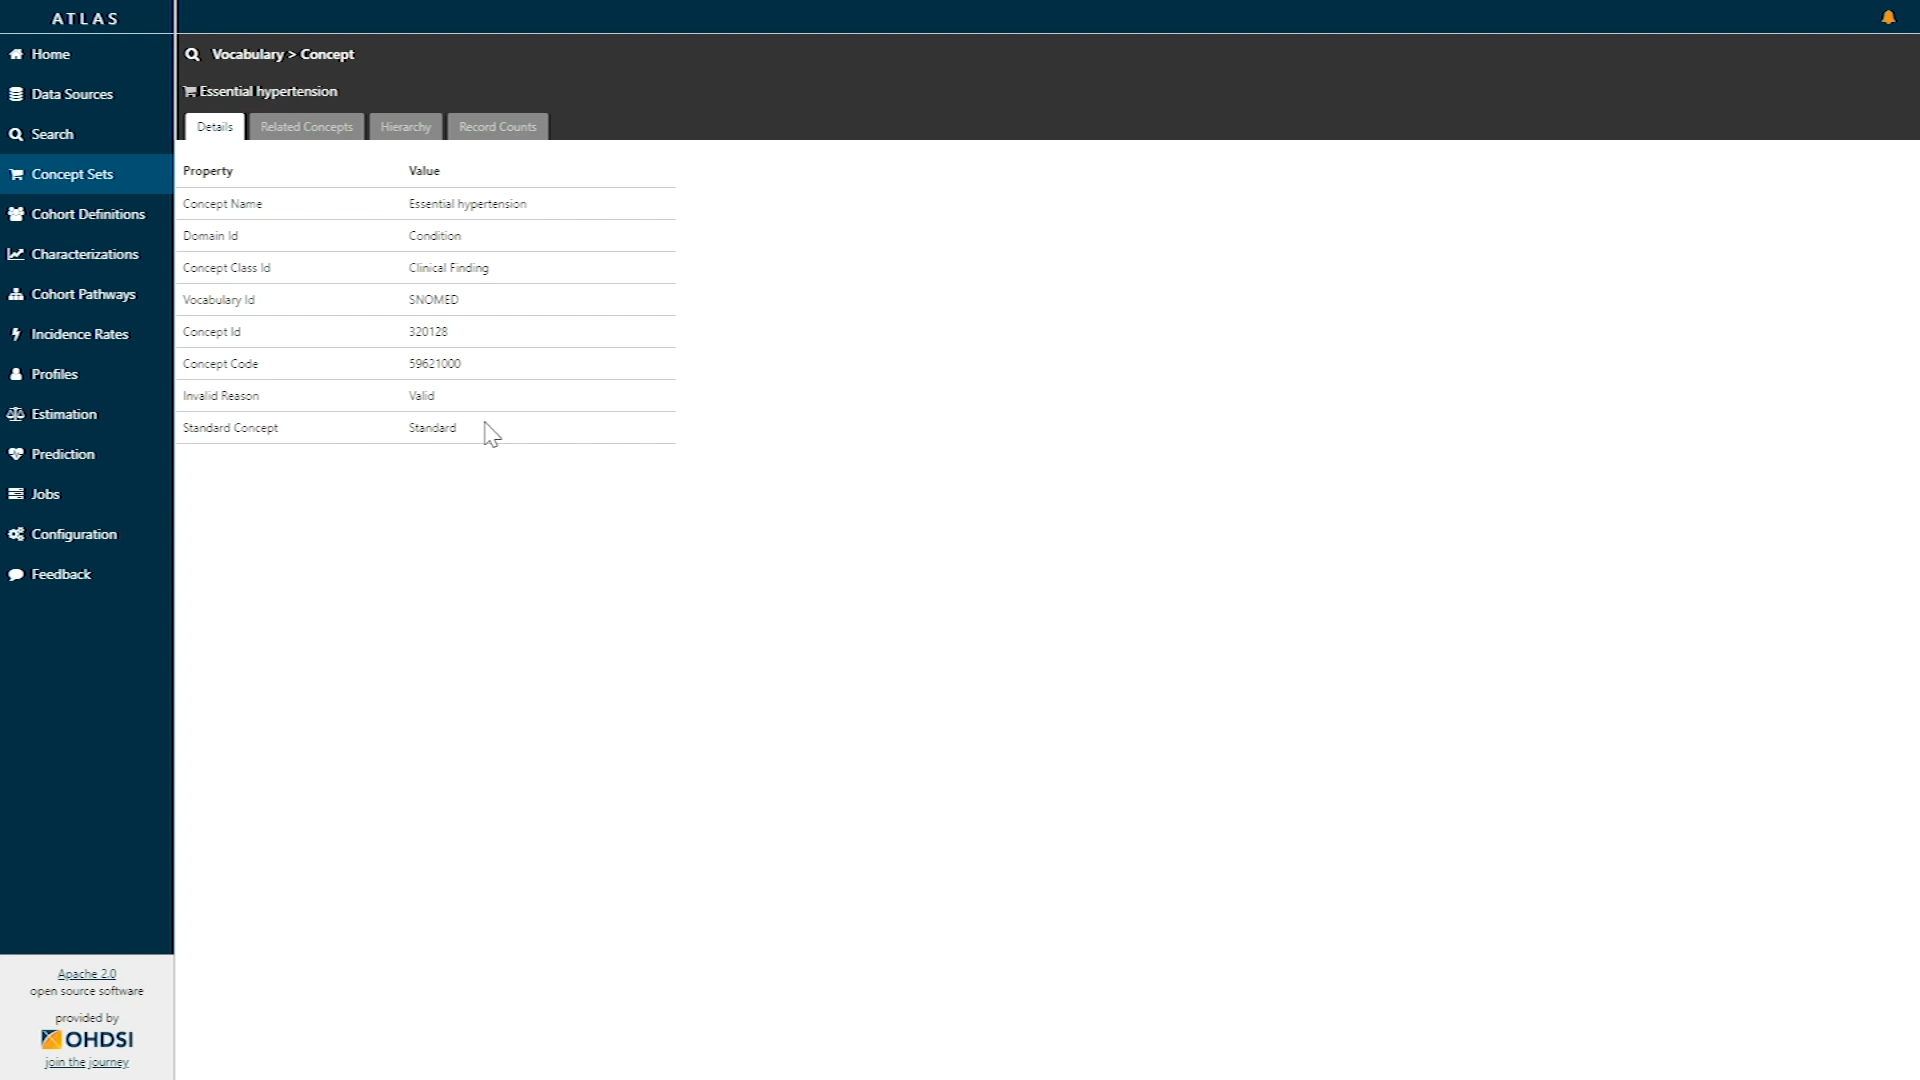 ATLAS
Home
Data Sources
Search
Concept Sets
Cohort Definitions
Characterizations
Cohort Pathways
Incidence Rates
Profiles
Estimation
Prediction
Jobs
Configuration
Feedback
Apache 2.0
open source software
provided by
OHDSI
join the journey
Vocabulary > Concept
Essential hypertension
Details Related Concepts Hierarchy Record Counts
Property Value
Concept Name Essential hypertension
Domain Id Condition
Concept Class Id Clinical Finding
Vocabulary Id SNOMED
Concept Id 320128
Concept Code 59621000
Invalid Reason Valid
Standard Concept Standard